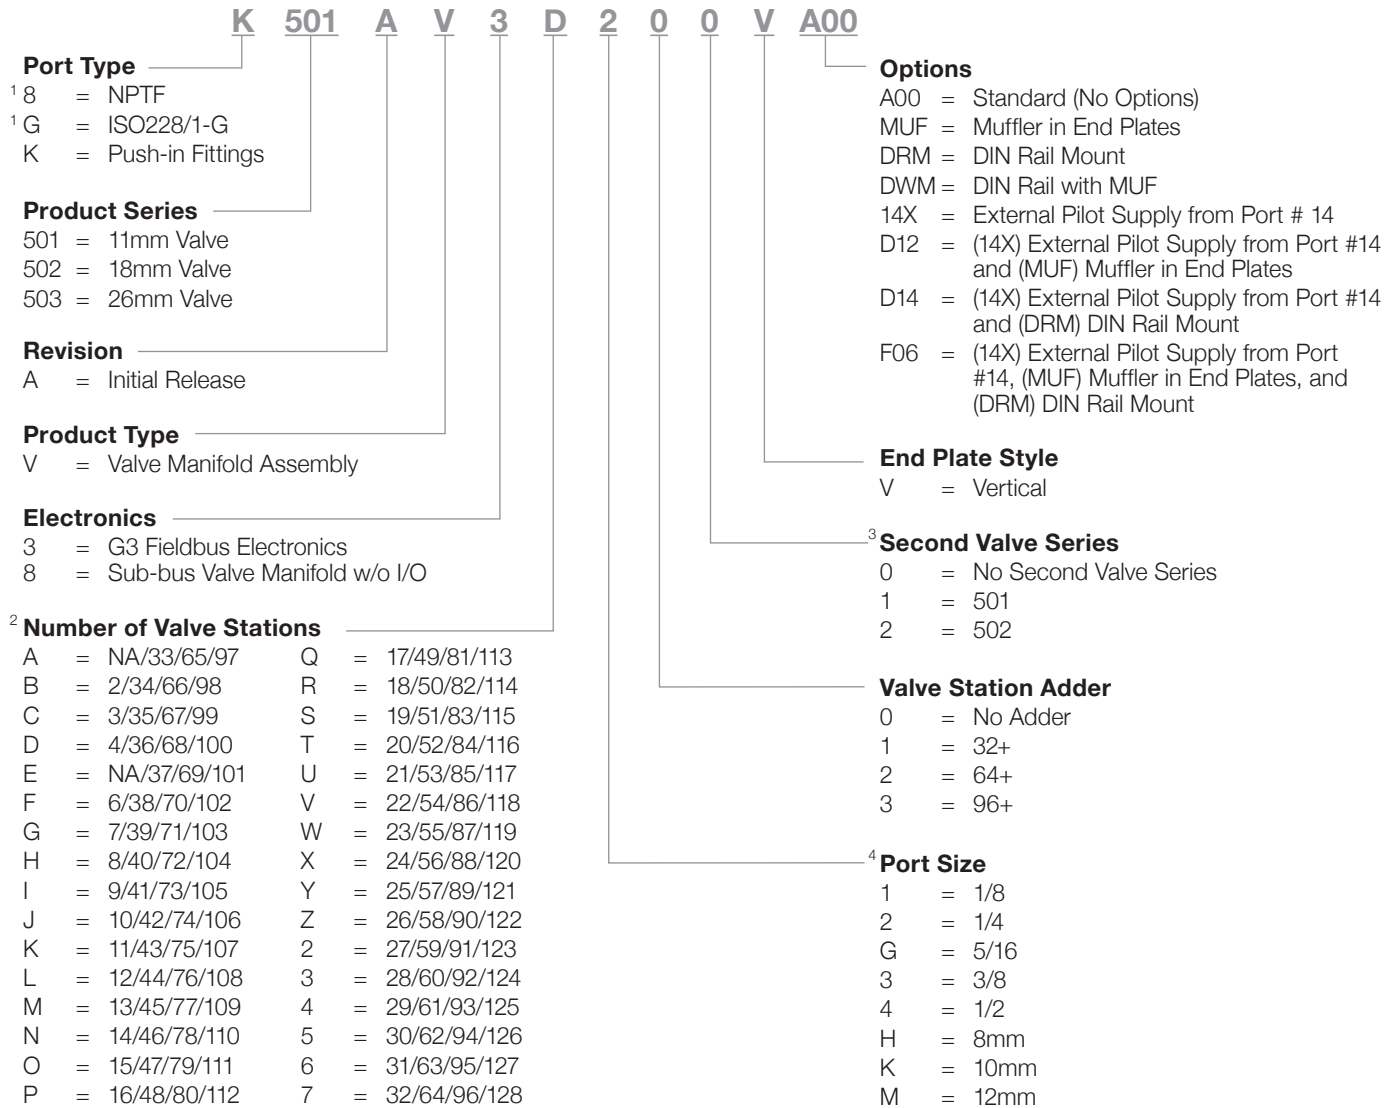 K 501 A V 3 D 2 0 0 V A00
Port Type
1 8 = NPTF
1 G = ISO228/1-G
K = Push-in Fittings
Product Series
501 = 11mm Valve
502 = 18mm Valve
503 = 26mm Valve
Revision
A = Initial Release
Product Type
V = Valve Manifold Assembly
Electronics
3 = G3 Fieldbus Electronics
8 = Sub-bus Valve Manifold w/o I/O
2 Number of Valve Stations
A = NA/33/65/97 Q = 17/49/81/113
B = 2/34/66/98 R = 18/50/82/114
C = 3/35/67/99 S = 19/51/83/115
D = 4/36/68/100 T = 20/52/84/116
E = NA/37/69/101 U = 21/53/85/117
F = 6/38/70/102 V = 22/54/86/118
G = 7/39/71/103 W = 23/55/87/119
H = 8/40/72/104 X = 24/56/88/120
I = 9/41/73/105 Y = 25/57/89/121
J = 10/42/74/106 Z = 26/58/90/122
K = 11/43/75/107 2 = 27/59/91/123
L = 12/44/76/108 3 = 28/60/92/124
M = 13/45/77/109 4 = 29/61/93/125
N = 14/46/78/110 5 = 30/62/94/126
O = 15/47/79/111 6 = 31/63/95/127
P = 16/48/80/112 7 = 32/64/96/128
Options
A00 = Standard (No Options)
MUF = Muffler in End Plates
DRM = DIN Rail Mount
DWM = DIN Rail with MUF
14X = External Pilot Supply from Port # 14
D12 = (14X) External Pilot Supply from Port #14
and (MUF) Muffler in End Plates
D14 = (14X) External Pilot Supply from Port #14
and (DRM) DIN Rail Mount
F06 = (14X) External Pilot Supply from Port
#14, (MUF) Muffler in End Plates, and
(DRM) DIN Rail Mount
End Plate Style
V = Vertical
3 Second Valve Series
0 = No Second Valve Series
1 = 501
2 = 502
Valve Station Adder
0 = No Adder
1 = 32+
2 = 64+
3 = 96+
4 Port Size
1 = 1/8
2 = 1/4
G = 5/16
3 = 3/8
4 = 1/2
H = 8mm
K = 10mm
M = 12mm